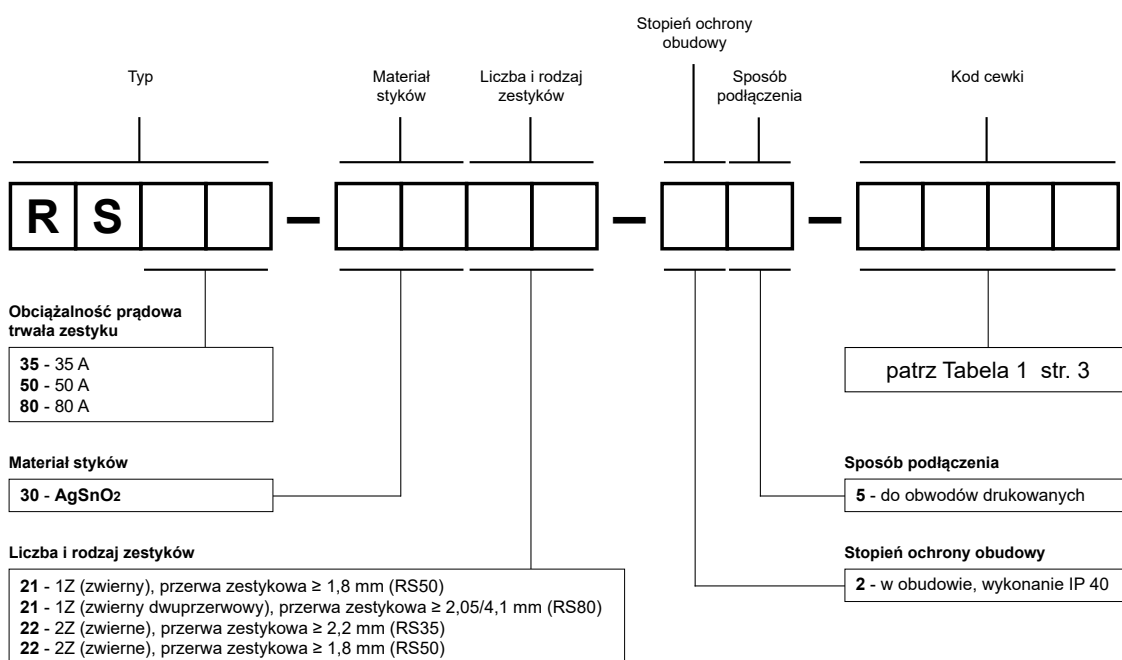 Stopień ochrony
obudowy
Typ
Materiał
styków
Liczba i rodzaj
zestyków
Sposób
podłączenia
Kod cewki
R S – – –
Obciążalność prądowa
trwała zestyku
35 - 35 A
50 - 50 A
80 - 80 A
patrz Tabela 1 str. 3
Materiał styków
30 - AgSnO2
Sposób podłączenia
5 - do obwodów drukowanych
Liczba i rodzaj zestyków
21 - 1Z (zwierny), przerwa zestykowa ≥ 1,8 mm (RS50)
21 - 1Z (zwierny dwuprzerwowy), przerwa zestykowa ≥ 2,05/4,1 mm (RS80)
22 - 2Z (zwierne), przerwa zestykowa ≥ 2,2 mm (RS35)
22 - 2Z (zwierne), przerwa zestykowa ≥ 1,8 mm (RS50)
Stopień ochrony obudowy
2 - w obudowie, wykonanie IP 40